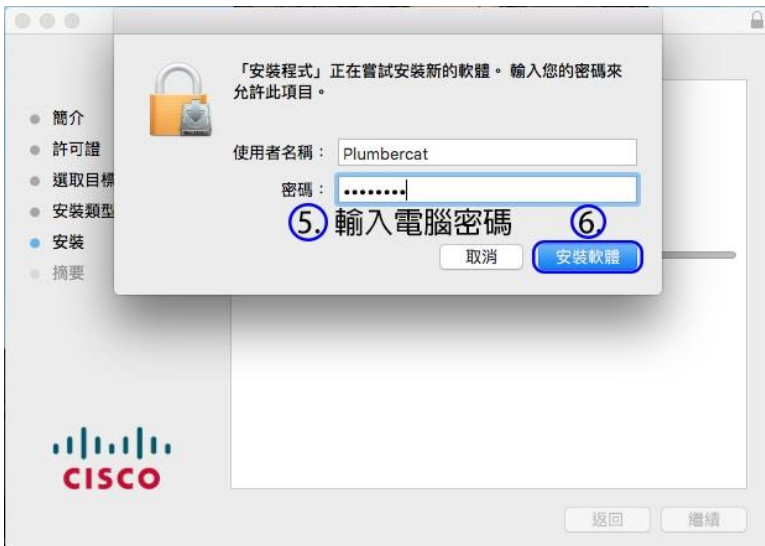 「安裝程式」正在嘗試安裝新的軟體。輸入您的密碼來
允許此項目。
使用者名稱：Plumbercat
密碼：••••••••
⑤. 輸入電腦密碼
⑥.
取消
安裝軟體
簡介
許可證
選取目標
安裝類型
安裝
摘要
CISCO
返回
繼續